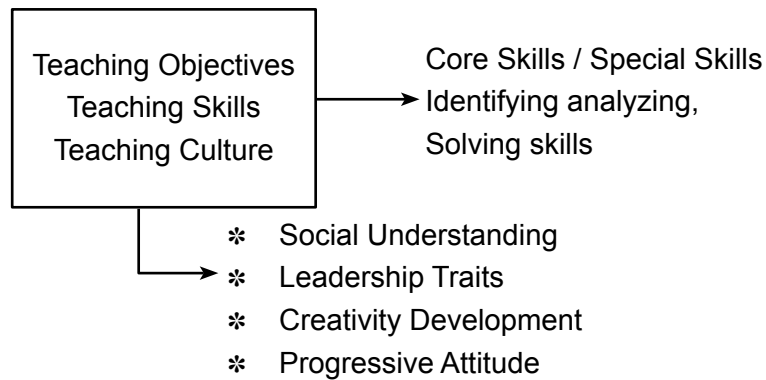 Teaching Objectives
Teaching Skills
Teaching Culture
Core Skills / Special Skills
Identifying analyzing,
Solving skills
✻ Social Understanding
✻ Leadership Traits
✻ Creativity Development
✻ Progressive Attitude